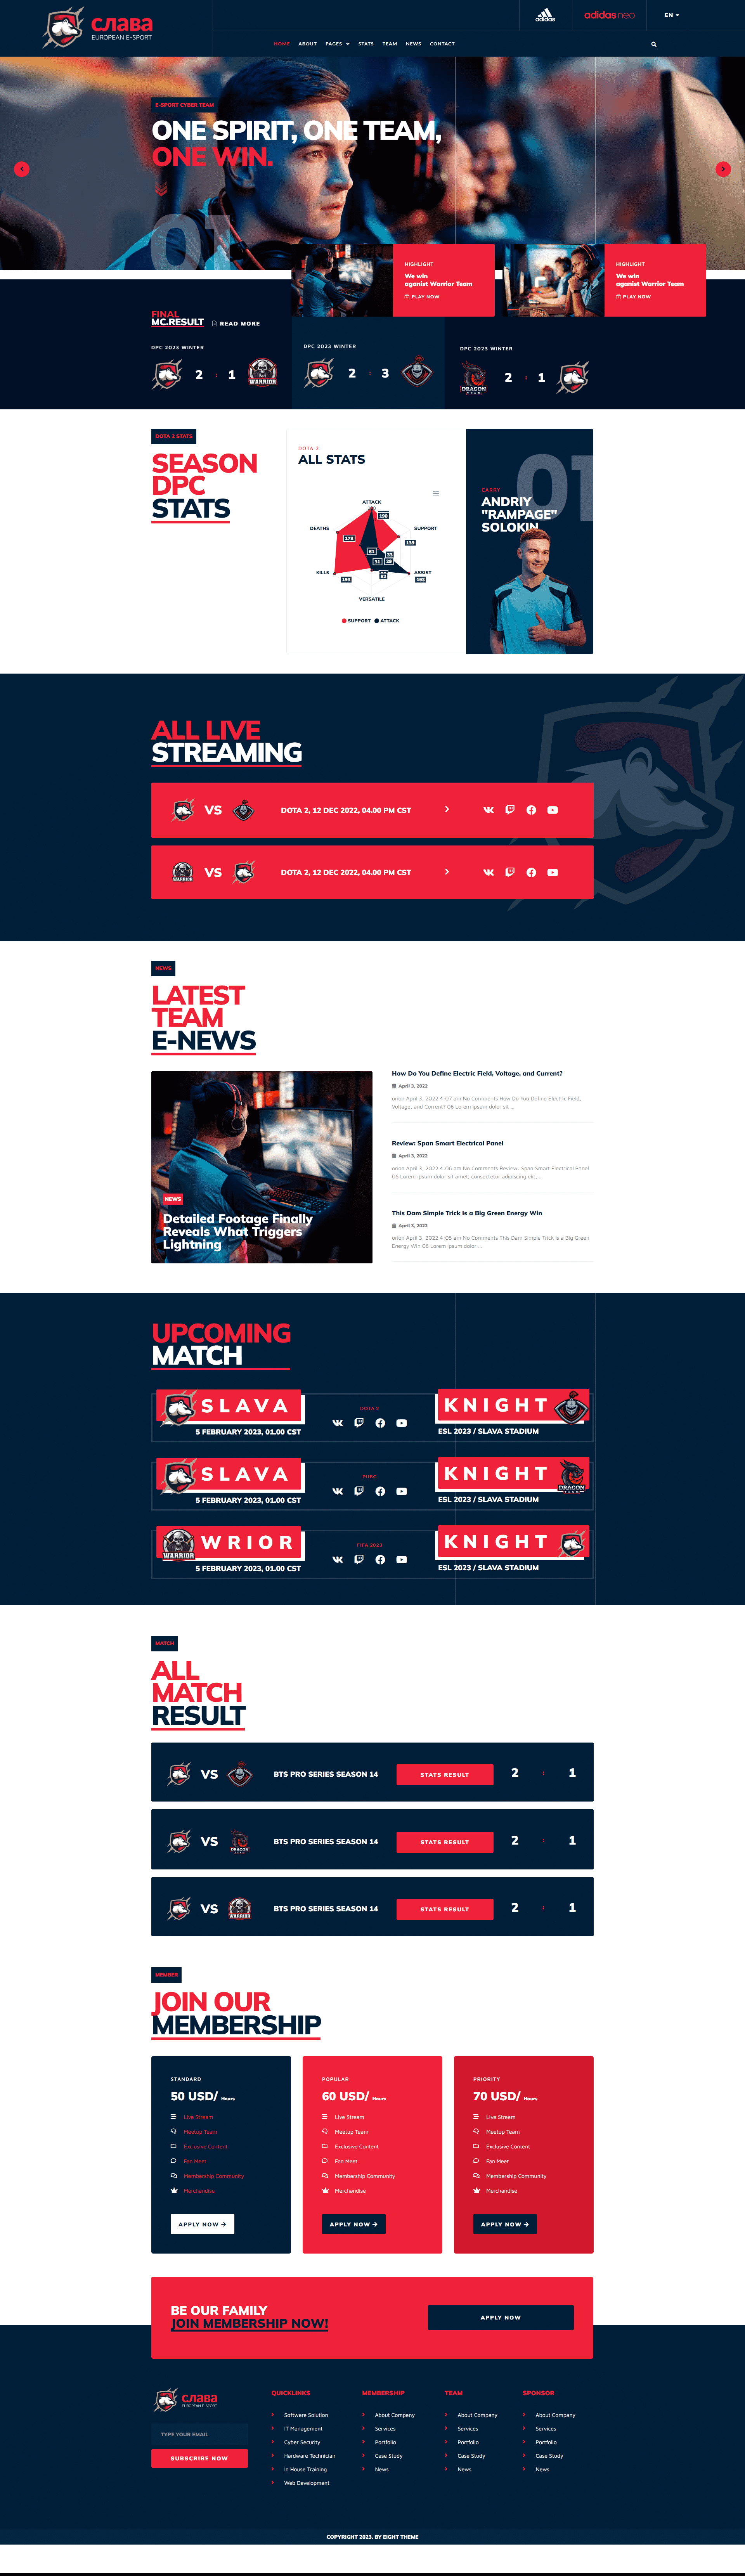 слава
EUROPEAN E-SPORT
adidas
adidas neo
EN
HOME
ABOUT
PAGES
STATS
TEAM
NEWS
CONTACT
E-SPORT CYBER TEAM
ONE SPIRIT, ONE TEAM,
ONE WIN.
01
HIGHLIGHT
We win
aganist Warrior Team
PLAY NOW
HIGHLIGHT
We win
aganist Warrior Team
PLAY NOW
FINAL
MC.RESULT
READ MORE
DPC 2023 WINTER
2 : 1
WARRIOR
DPC 2023 WINTER
2 : 3
DPC 2023 WINTER
DRAGON
TEAM
2 : 1
DOTA 2 STATS
SEASON
DPC
STATS
DOTA 2
ALL STATS
ATTACK
SUPPORT
ASSIST
VERSATILE
KILLS
DEATHS
SUPPORT
ATTACK
01
CARRY
ANDRIY
"RAMPAGE"
SOLOKIN
ALL LIVE
STREAMING
VS
DOTA 2, 12 DEC 2022, 04.00 PM CST
WARRIOR
VS
DOTA 2, 12 DEC 2022, 04.00 PM CST
NEWS
LATEST
TEAM
E-NEWS
NEWS
Detailed Footage Finally
Reveals What Triggers
Lightning
How Do You Define Electric Field, Voltage, and Current?
April 3, 2022
orion April 3, 2022 4:07 am No Comments How Do You Define Electric Field,
Voltage, and Current? 06 Lorem ipsum dolor sit ...
Review: Span Smart Electrical Panel
April 3, 2022
orion April 3, 2022 4:06 am No Comments Review: Span Smart Electrical Panel
06 Lorem ipsum dolor sit amet, consectetur adipiscing elit, ...
This Dam Simple Trick Is a Big Green Energy Win
April 3, 2022
orion April 3, 2022 4:05 am No Comments This Dam Simple Trick Is a Big Green
Energy Win 06 Lorem ipsum dolor ...
UPCOMING
MATCH
SLAVA
5 FEBRUARY 2023, 01.00 CST
DOTA 2
KNIGHT
ESL 2023 / SLAVA STADIUM
SLAVA
5 FEBRUARY 2023, 01.00 CST
PUBG
KNIGHT
DRAGON
TEAM
ESL 2023 / SLAVA STADIUM
WARRIOR
WRIOR
5 FEBRUARY 2023, 01.00 CST
FIFA 2022
KNIGHT
ESL 2023 / SLAVA STADIUM
MATCH
ALL
MATCH
RESULT
VS
BTS PRO SERIES SEASON 14
STATS RESULT
2 : 1
VS
DRAGON
TEAM
BTS PRO SERIES SEASON 14
STATS RESULT
2 : 1
VS
WARRIOR
BTS PRO SERIES SEASON 14
STATS RESULT
2 : 1
MEMBER
JOIN OUR
MEMBERSHIP
STANDARD
50 USD/ Hours
Live Stream
Meetup Team
Exclusive Content
Fan Meet
Membership Community
Merchandise
APPLY NOW
POPULAR
60 USD/ Hours
Live Stream
Meetup Team
Exclusive Content
Fan Meet
Membership Community
Merchandise
APPLY NOW
PRIORITY
70 USD/ Hours
Live Stream
Meetup Team
Exclusive Content
Fan Meet
Membership Community
Merchandise
APPLY NOW
BE OUR FAMILY
JOIN MEMBERSHIP NOW!
APPLY NOW
слава
EUROPEAN E-SPORT
TYPE YOUR EMAIL
SUBSCRIBE NOW
QUICKLINKS
Software Solution
IT Management
Cyber Security
Hardware Technician
In House Training
Web Development
MEMBERSHIP
About Company
Services
Portfolio
Case Study
News
TEAM
About Company
Services
Portfolio
Case Study
News
SPONSOR
About Company
Services
Portfolio
Case Study
News
COPYRIGHT 2023. BY EIGHT THEME